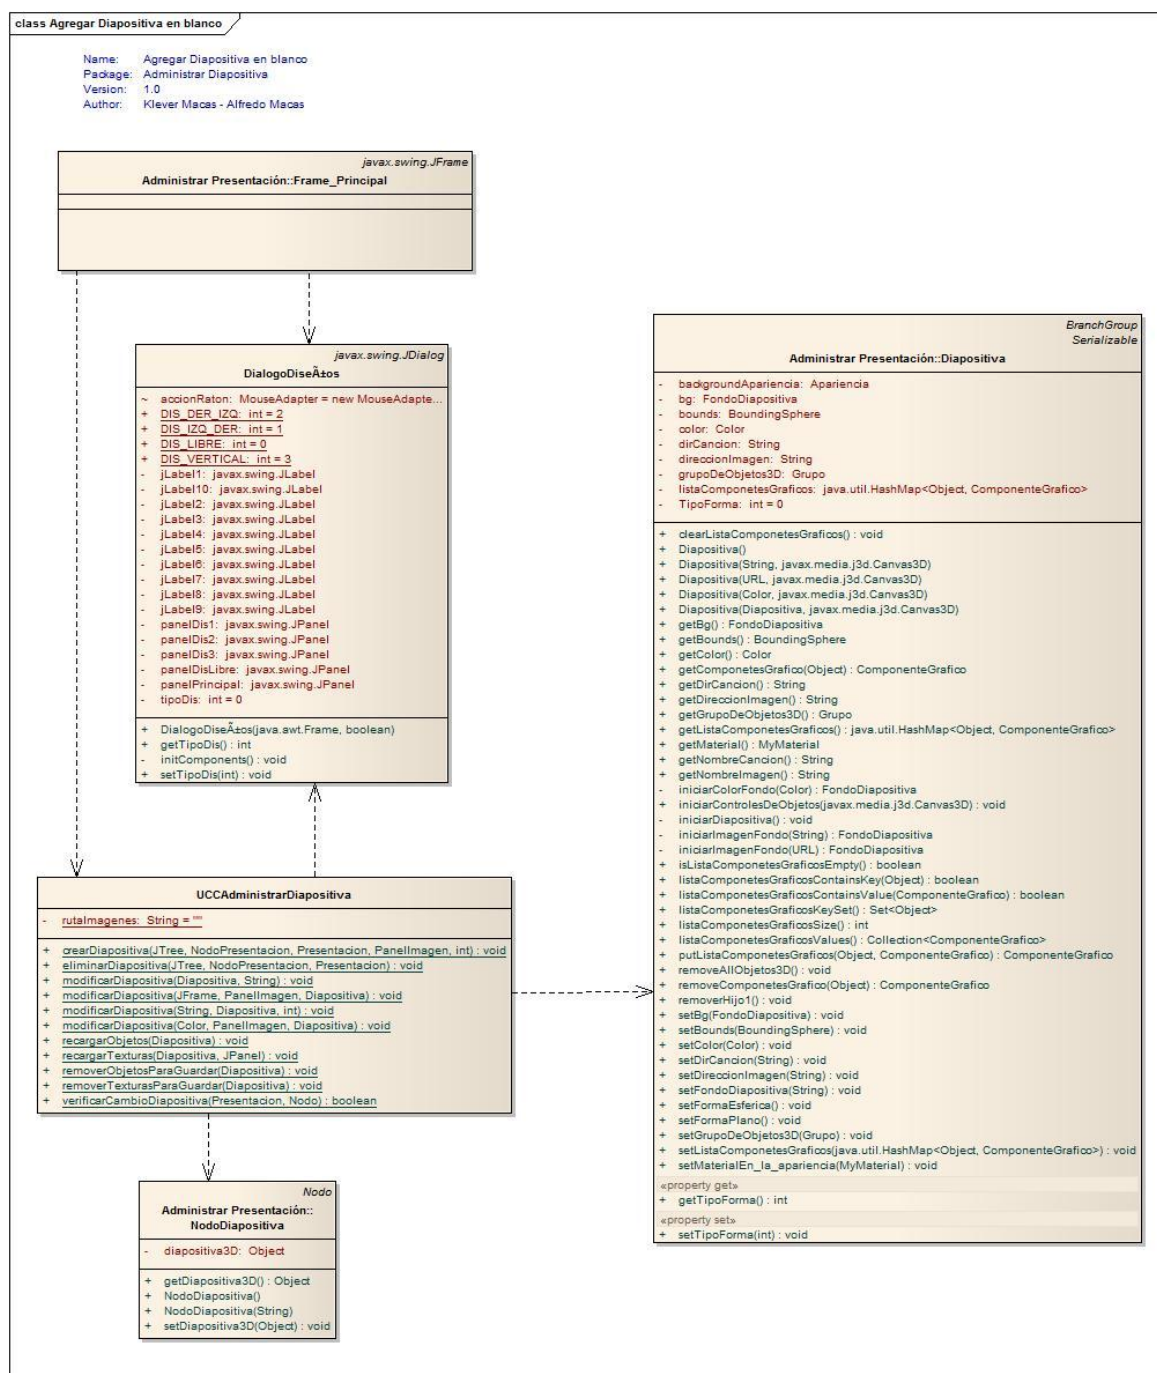 class Agregar Diapositiva en blanco
Name: Agregar Diapositiva en blanco
Package: Administrar Diapositiva
Version: 1.0
Author: Klever Macas - Alfredo Macas
javax.swing.JFrame
Administrar Presentación::Frame_Principal
javax.swing.JDialog
DialogoDiseÃ±os
~ accionRaton: MouseAdapter = new MouseAdapte...
+ DIS_DER_IZQ: int = 2
+ DIS_IZQ_DER: int = 1
+ DIS_LIBRE: int = 0
+ DIS_VERTICAL: int = 3
- jLabel1: javax.swing.JLabel
- jLabel10: javax.swing.JLabel
- jLabel2: javax.swing.JLabel
- jLabel3: javax.swing.JLabel
- jLabel4: javax.swing.JLabel
- jLabel5: javax.swing.JLabel
- jLabel6: javax.swing.JLabel
- jLabel7: javax.swing.JLabel
- jLabel8: javax.swing.JLabel
- jLabel9: javax.swing.JLabel
- panelDis1: javax.swing.JPanel
- panelDis2: javax.swing.JPanel
- panelDis3: javax.swing.JPanel
- panelDisLibre: javax.swing.JPanel
- panelPrincipal: javax.swing.JPanel
- tipoDis: int = 0
+ DialogoDiseÃ±os(java.awt.Frame, boolean)
+ getTipoDis() : int
- initComponents() : void
+ setTipoDis(int) : void
UCCAdministrarDiapositiva
- rutaImagenes: String = ""
+ crearDiapositiva(JTree, NodoPresentacion, Presentacion, PanelImagen, int) : void
+ eliminarDiapositiva(JTree, NodoPresentacion, Presentacion) : void
+ modificarDiapositiva(Diapositiva, String) : void
+ modificarDiapositiva(JFrame, PanelImagen, Diapositiva) : void
+ modificarDiapositiva(String, Diapositiva, int) : void
+ modificarDiapositiva(Color, PanelImagen, Diapositiva) : void
+ recargarObjetos(Diapositiva) : void
+ recargarTexturas(Diapositiva, JPanel) : void
+ removerObjetosParaGuardar(Diapositiva) : void
+ removerTexturasParaGuardar(Diapositiva) : void
+ verificarCambioDiapositiva(Presentacion, Nodo) : boolean
Nodo
Administrar Presentación::
NodoDiapositiva
- diapositiva3D: Object
+ getDiapositiva3D() : Object
+ NodoDiapositiva()
+ NodoDiapositiva(String)
+ setDiapositiva3D(Object) : void
BranchGroup
Serializable
Administrar Presentación::Diapositiva
- backgroundApariencia: Apariencia
- bg: FondoDiapositiva
- bounds: BoundingSphere
- color: Color
- dirCancion: String
- direccionImagen: String
- grupoDeObjetos3D: Grupo
- listaComponetesGraficos: java.util.HashMap<Object, ComponenteGrafico>
- TipoForma: int = 0
+ clearListaComponetesGraficos() : void
+ Diapositiva()
+ Diapositiva(String, javax.media.j3d.Canvas3D)
+ Diapositiva(URL, javax.media.j3d.Canvas3D)
+ Diapositiva(Color, javax.media.j3d.Canvas3D)
+ Diapositiva(Diapositiva, javax.media.j3d.Canvas3D)
+ getBg() : FondoDiapositiva
+ getBounds() : BoundingSphere
+ getColor() : Color
+ getComponetesGrafico(Object) : ComponenteGrafico
+ getDirCancion() : String
+ getDireccionImagen() : String
+ getGrupoDeObjetos3D() : Grupo
+ getListaComponetesGraficos() : java.util.HashMap<Object, ComponenteGrafico>
+ getMaterial() : MyMaterial
+ getNombreCancion() : String
+ getNombreImagen() : String
- iniciarColorFondo(Color) : FondoDiapositiva
+ iniciarControlesDeObjetos(javax.media.j3d.Canvas3D) : void
- iniciarDiapositiva() : void
- iniciarImagenFondo(String) : FondoDiapositiva
- iniciarImagenFondo(URL) : FondoDiapositiva
+ isListaComponetesGraficosEmpty() : boolean
+ listaComponetesGraficosContainsKey(Object) : boolean
+ listaComponetesGraficosContainsValue(ComponenteGrafico) : boolean
+ listaComponetesGraficosKeySet() : Set<Object>
+ listaComponetesGraficosSize() : int
+ listaComponetesGraficosValues() : Collection<ComponenteGrafico>
+ putListaComponetesGraficos(Object, ComponenteGrafico) : ComponenteGrafico
+ removeAllObjetos3D() : void
+ removeComponetesGrafico(Object) : ComponenteGrafico
+ removerHijo1() : void
+ setBg(FondoDiapositiva) : void
+ setBounds(BoundingSphere) : void
+ setColor(Color) : void
+ setDirCancion(String) : void
+ setDireccionImagen(String) : void
+ setFondoDiapositiva(String) : void
+ setFormaEsferica() : void
+ setFormaPlano() : void
+ setGrupoDeObjetos3D(Grupo) : void
+ setListaComponetesGraficos(java.util.HashMap<Object, ComponenteGrafico>) : void
+ setMaterialEn_la_apariencia(MyMaterial) : void
«property get»
+ getTipoForma() : int
«property set»
+ setTipoForma(int) : void